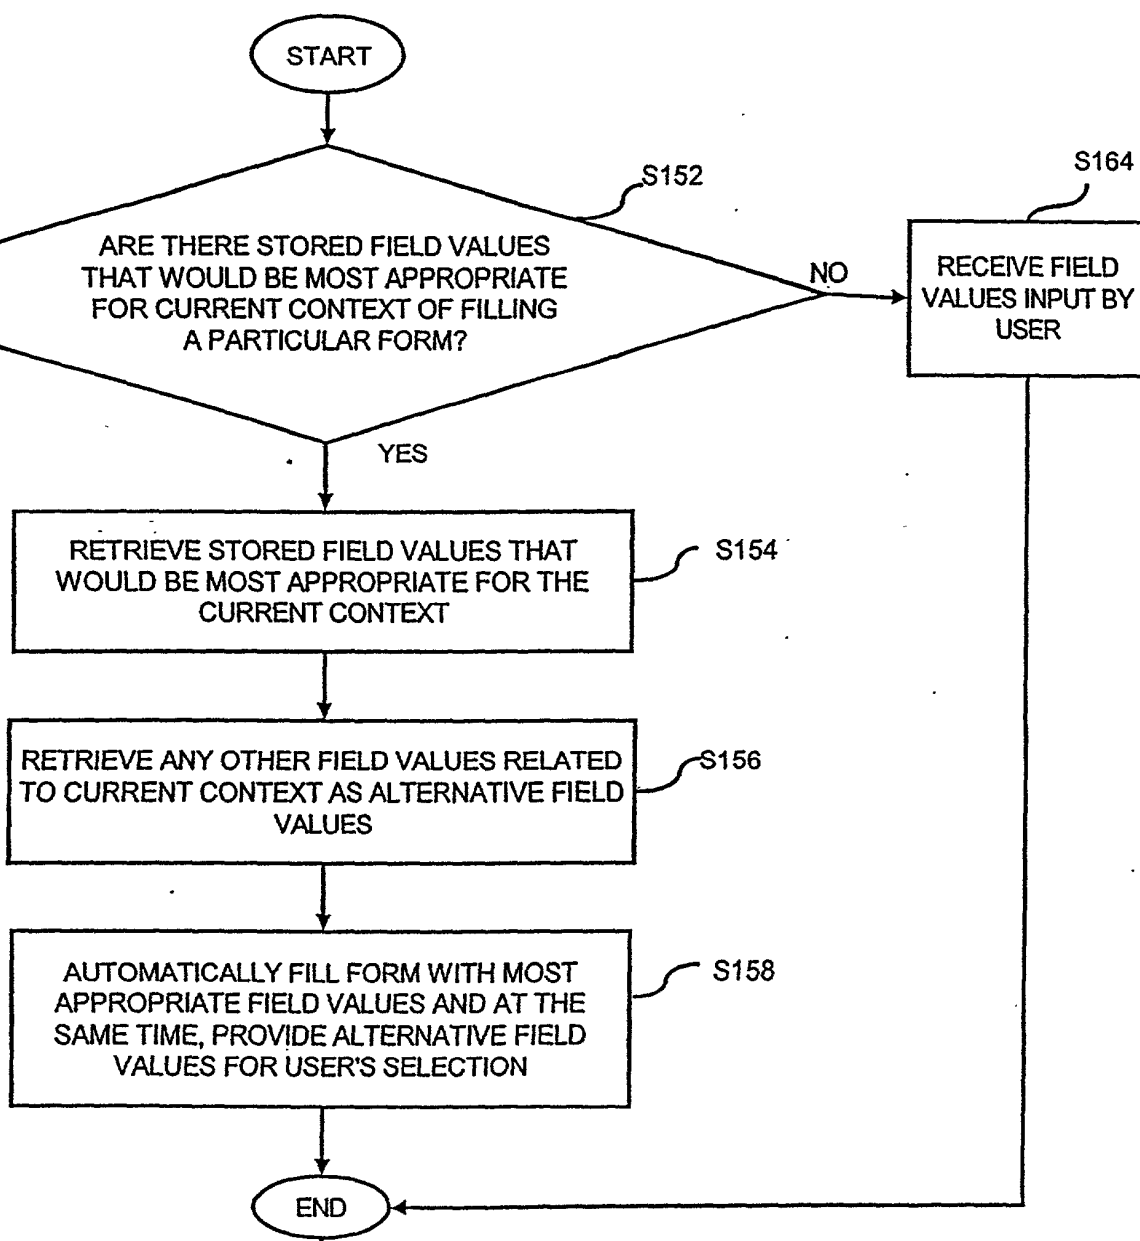 START
S152
S164
ARE THERE STORED FIELD VALUES
THAT WOULD BE MOST APPROPRIATE
FOR CURRENT CONTEXT OF FILLING
A PARTICULAR FORM?
NO
RECEIVE FIELD
VALUES INPUT BY
USER
YES
RETRIEVE STORED FIELD VALUES THAT
WOULD BE MOST APPROPRIATE FOR THE
CURRENT CONTEXT
S154
RETRIEVE ANY OTHER FIELD VALUES RELATED
TO CURRENT CONTEXT AS ALTERNATIVE FIELD
VALUES
S156
AUTOMATICALLY FILL FORM WITH MOST
APPROPRIATE FIELD VALUES AND AT THE
SAME TIME, PROVIDE ALTERNATIVE FIELD
VALUES FOR USER'S SELECTION
S158
END